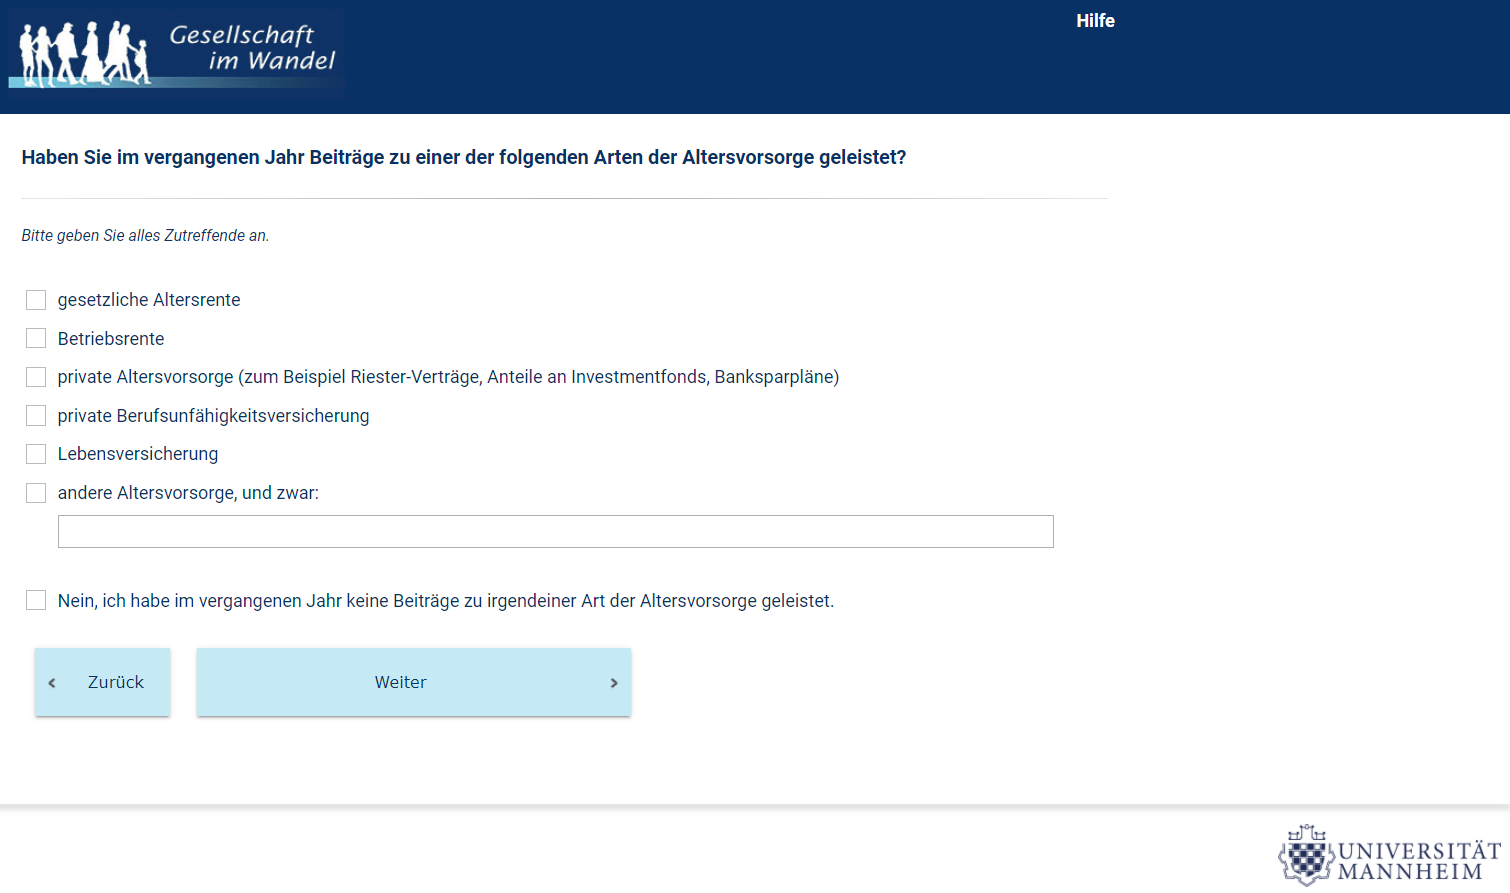 Gesellschaft
im Wandel
Hilfe
Haben Sie im vergangenen Jahr Beiträge zu einer der folgenden Arten der Altersvorsorge geleistet?
Bitte geben Sie alles Zutreffende an.
gesetzliche Altersrente
Betriebsrente
private Altersvorsorge (zum Beispiel Riester-Verträge, Anteile an Investmentfonds, Banksparpläne)
private Berufsunfähigkeitsversicherung
Lebensversicherung
andere Altersvorsorge, und zwar:
Nein, ich habe im vergangenen Jahr keine Beiträge zu irgendeiner Art der Altersvorsorge geleistet.
Zurück
Weiter
UNIVERSITÄT
MANNHEIM